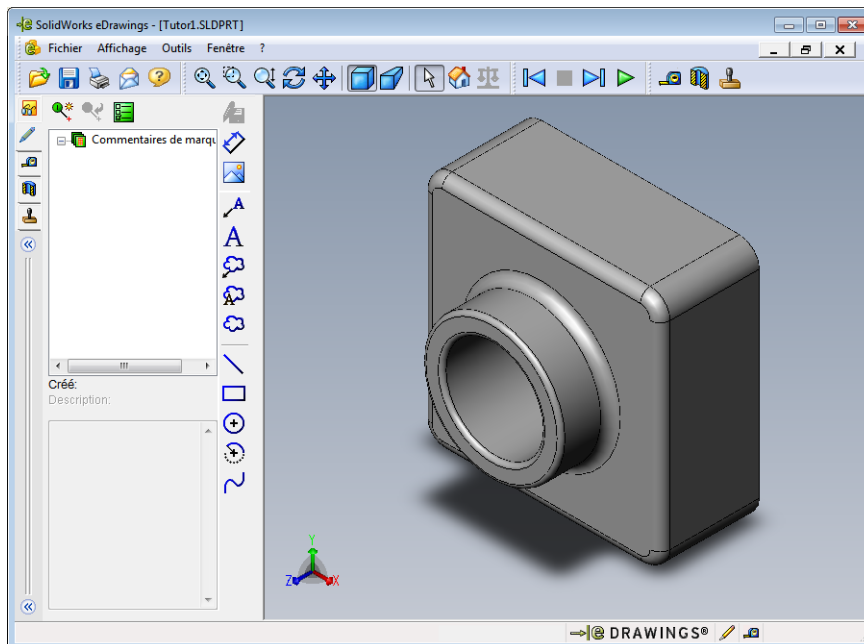 SolidWorks eDrawings - [Tutor1.SLDPRT]
Fichier Affichage Outils Fenêtre ?
Commentaires de marqu
A
A
A
Créé:
Description:
Y
Z
X
DRAWINGS®